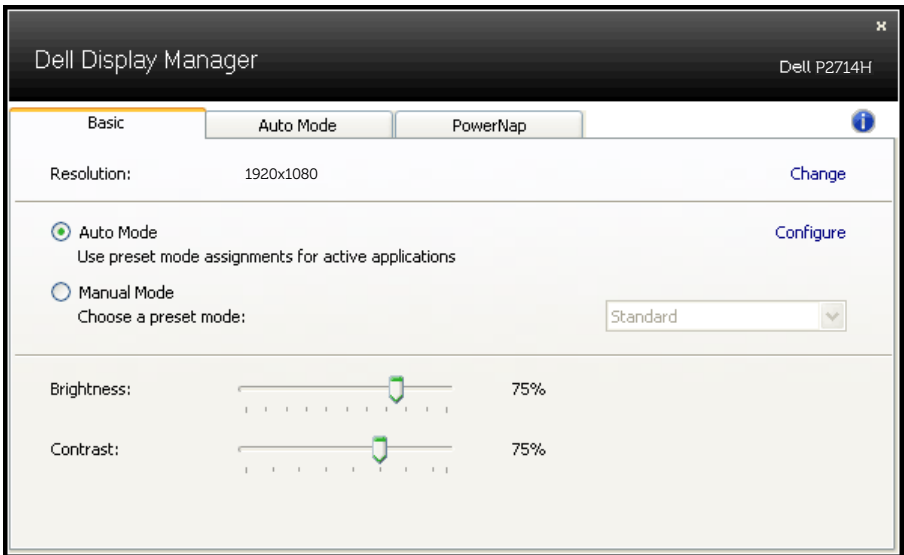 Dell Display Manager
Dell P2714H
Basic
Auto Mode
PowerNap
Resolution:
1920x1080
Change
Auto Mode
Configure
Use preset mode assignments for active applications
Manual Mode
Choose a preset mode:
Standard
Brightness:
75%
Contrast:
75%